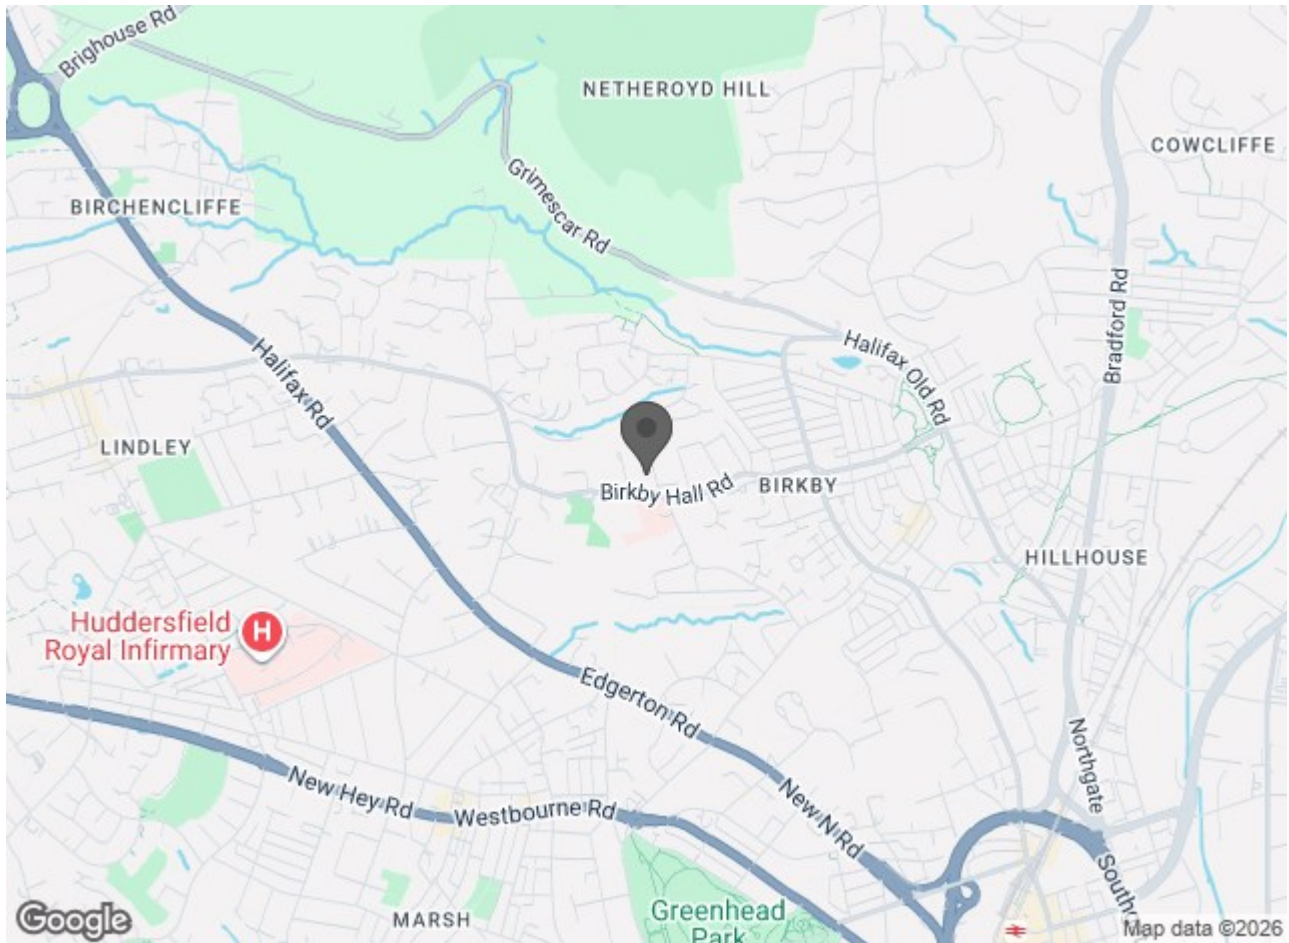 Brighouse Rd
NETHEROYD HILL
COWCLIFFE
Grimescar Rd
BIRCHENCLIFFE
Bradford Rd
Halifax Old Rd
Halifax Rd
LINDLEY
Birkby Hall Rd
BIRKBY
HILLHOUSE
Huddersfield
Royal Infirmary
H
Edgerton Rd
Northgate
New Hey Rd
Westbourne Rd
New N Rd
Southg
Greenhead
Park
MARSH
Google
Map data ©2026